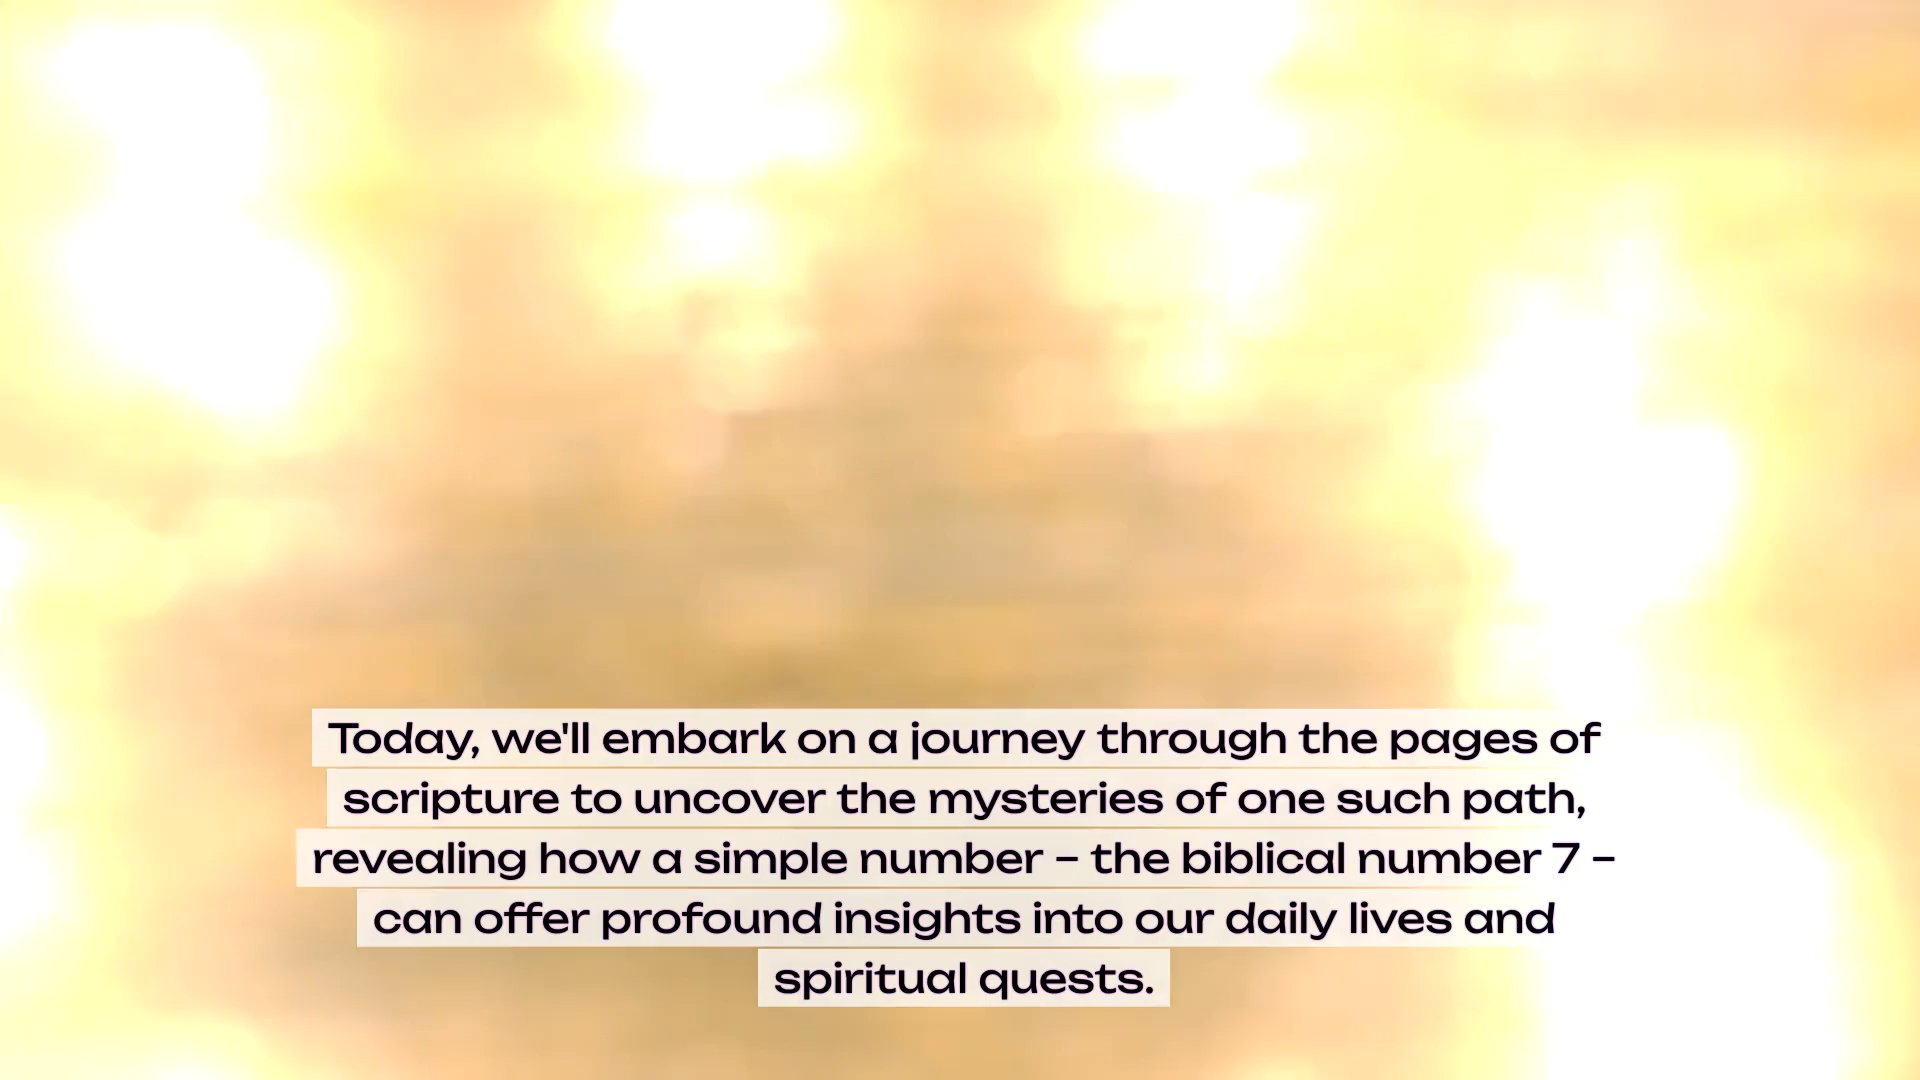 Today, we'll embark on a journey through the pages of
scripture to uncover the mysteries of one such path,
revealing how a simple number – the biblical number 7 –
can offer profound insights into our daily lives and
spiritual quests.